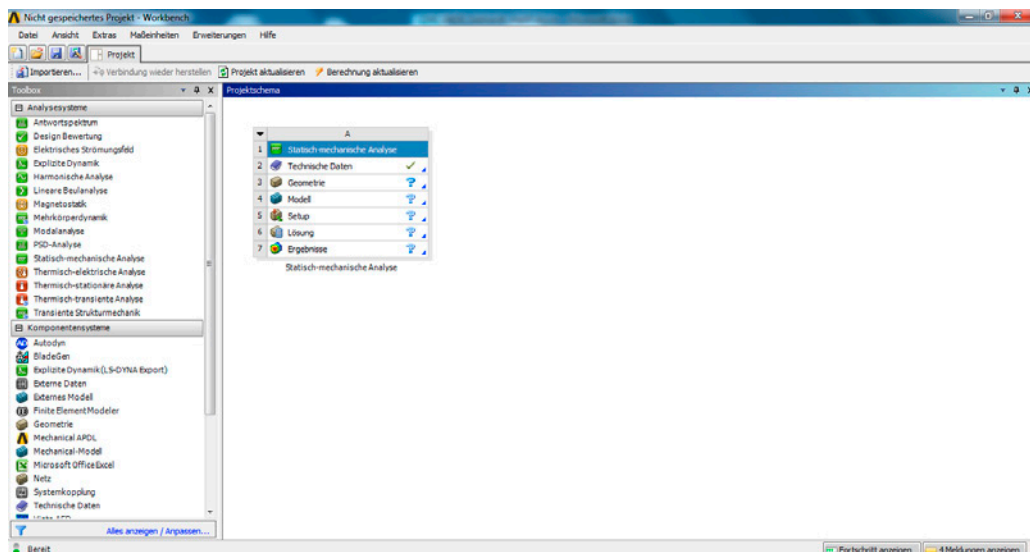 Nicht gespeichertes Projekt - Workbench
Datei Ansicht Extras Maßeinheiten Erweiterungen Hilfe
Projekt
Importieren... Verbindung wieder herstellen Projekt aktualisieren Berechnung aktualisieren
Toolbox
Projektschema
Analysesysteme
Antwortspektrum
Design Bewertung
Elektrisches Strömungsfeld
Explizite Dynamik
Harmonische Analyse
Lineare Beulanalyse
Magnetostatik
Mehrkörperdynamik
Modalanalyse
PSD-Analyse
Statisch-mechanische Analyse
Thermisch-elektrische Analyse
Thermisch-stationäre Analyse
Thermisch-transiente Analyse
Transiente Strukturmechanik
Komponentensysteme
Autodyn
BladeGen
Explizite Dynamik (LS-DYNA Export)
Externe Daten
Externes Modell
Finite Element Modeler
Geometrie
Mechanical APDL
Mechanical-Modell
Microsoft Office Excel
Netz
Systemkopplung
Technische Daten
Alles anzeigen / Anpassen...
A
1 Statisch-mechanische Analyse
2 Technische Daten
3 Geometrie ?
4 Modell ?
5 Setup ?
6 Lösung ?
7 Ergebnisse ?
Statisch-mechanische Analyse
Bereit
Fortschritt anzeigen 4 Meldungen anzeigen